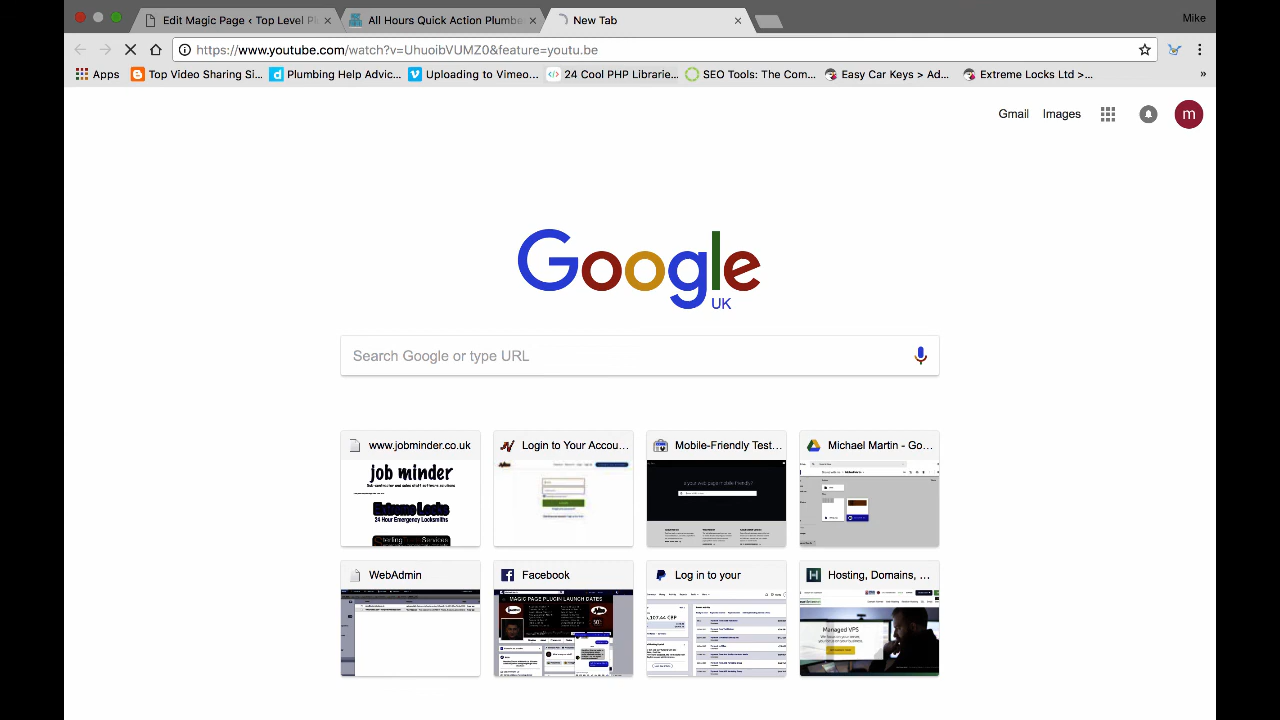 Edit Magic Page ‹ Top Level Pl
All Hours Quick Action Plumbe
New Tab
Mike
https://www.youtube.com/watch?v=UhuoibVUMZ0&feature=youtu.be
Apps
Top Video Sharing Si...
Plumbing Help Advic...
Uploading to Vimeo...
24 Cool PHP Librarie...
SEO Tools: The Com...
Easy Car Keys > Ad...
Extreme Locks Ltd >...
»
Gmail
Images
m
Google
UK
Search Google or type URL
www.jobminder.co.uk
Login to Your Accou...
Mobile-Friendly Test...
Michael Martin - Go...
job minder
Extreme Locks
24 Hour Emergency Locksmiths
Sterling Services
WebAdmin
Facebook
Log in to your
Hosting, Domains, ...
MAGIC PAGE PLUGIN LAUNCH DATES
Managed VPS